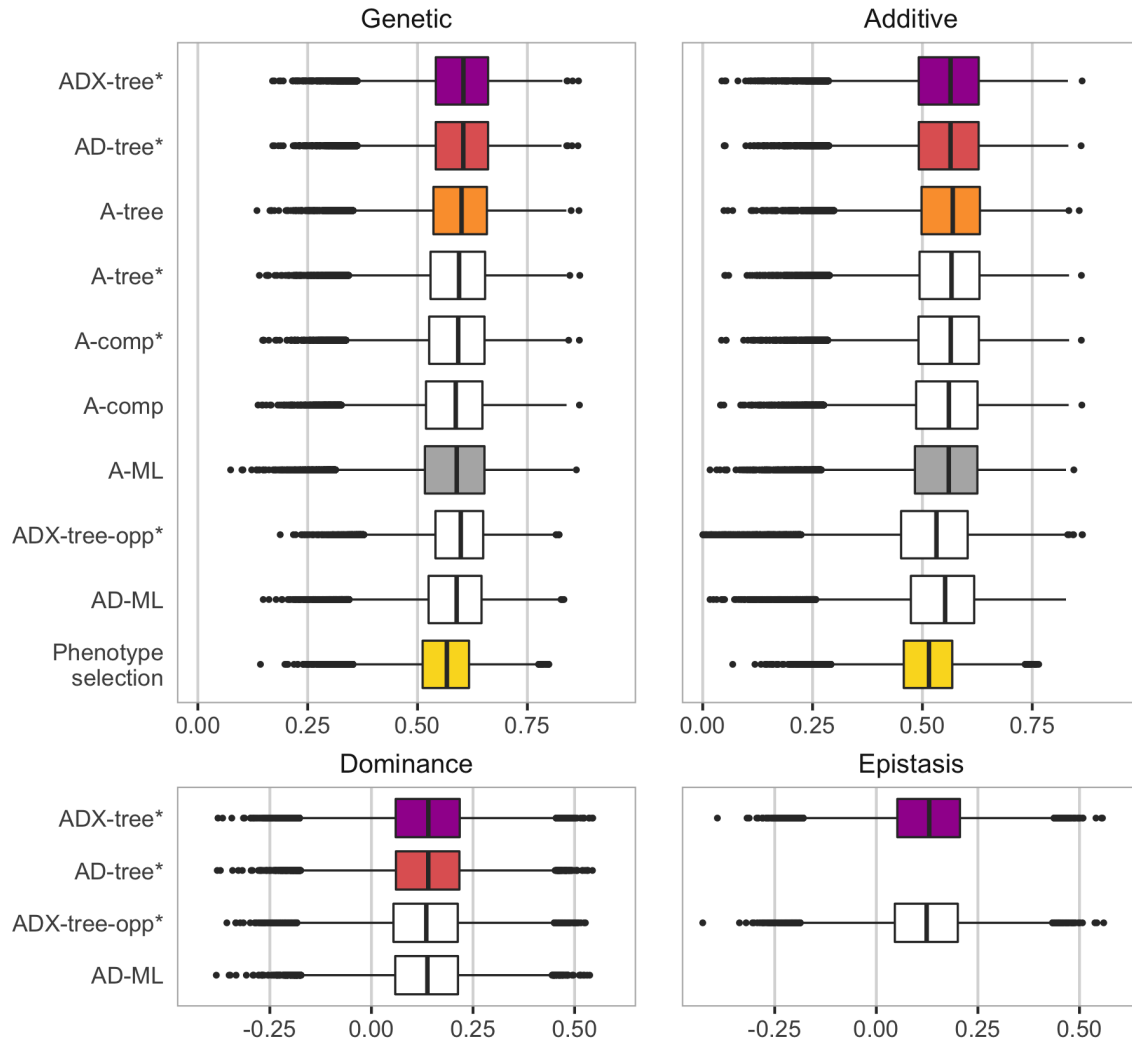 Genetic
Additive
ADX-tree*
AD-tree*
A-tree
A-tree*
A-comp*
A-comp
A-ML
ADX-tree-opp*
AD-ML
Phenotype
selection
0.00 0.25 0.50 0.75
0.00 0.25 0.50 0.75
Dominance
Epistasis
ADX-tree*
AD-tree*
ADX-tree-opp*
AD-ML
-0.25 0.00 0.25 0.50
-0.25 0.00 0.25 0.50